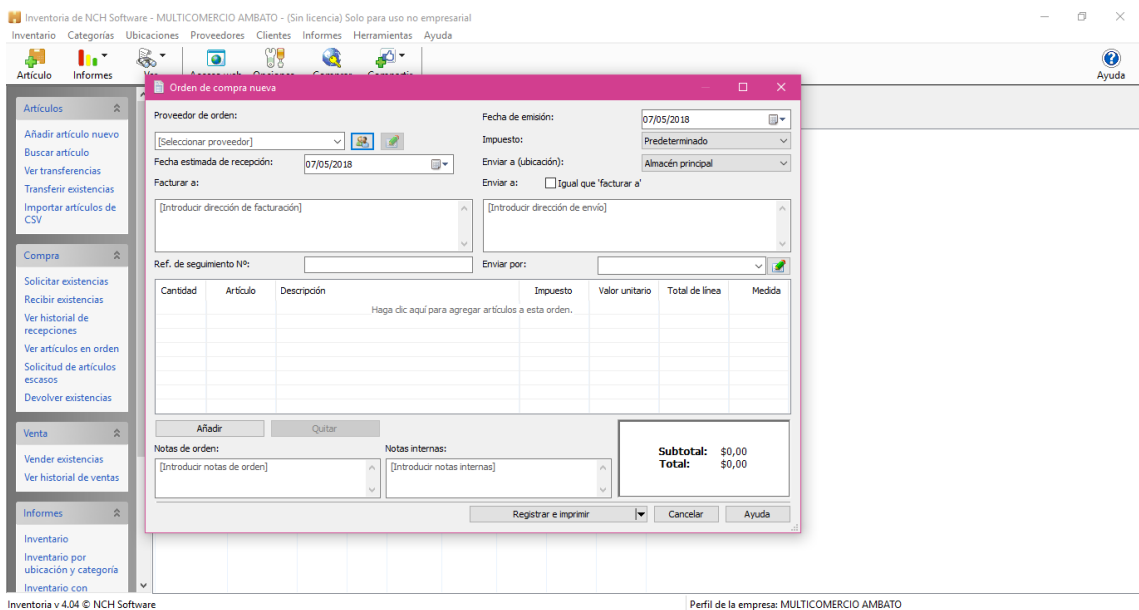 Inventoria de NCH Software - MULTICOMERCIO AMBATO - (Sin licencia) Solo para uso no empresarial
Inventario Categorías Ubicaciones Proveedores Clientes Informes Herramientas Ayuda
Artículo Informes Ver Acceso web Opciones Comprar Compartir Ayuda
Artículos
Añadir artículo nuevo
Buscar artículo
Ver transferencias
Transferir existencias
Importar artículos de
CSV
Compra
Solicitar existencias
Recibir existencias
Ver historial de
recepciones
Ver artículos en orden
Solicitud de artículos
escasos
Devolver existencias
Venta
Vender existencias
Ver historial de ventas
Informes
Inventario
Inventario por
ubicación y categoría
Inventario con
Orden de compra nueva
Proveedor de orden:
[Seleccionar proveedor]
Fecha de emisión: 07/05/2018
Impuesto: Predeterminado
Fecha estimada de recepción: 07/05/2018
Enviar a (ubicación): Almacén principal
Facturar a:
Enviar a: Igual que 'facturar a'
[Introducir dirección de facturación]
[Introducir dirección de envío]
Ref. de seguimiento Nº:
Enviar por:
Cantidad Artículo Descripción Impuesto Valor unitario Total de línea Medida
Haga clic aquí para agregar artículos a esta orden.
Añadir Quitar
Notas de orden: Notas internas:
[Introducir notas de orden] [Introducir notas internas]
Subtotal: $0,00
Total: $0,00
Registrar e imprimir Cancelar Ayuda
Inventoria v 4.04 © NCH Software
Perfil de la empresa: MULTICOMERCIO AMBATO